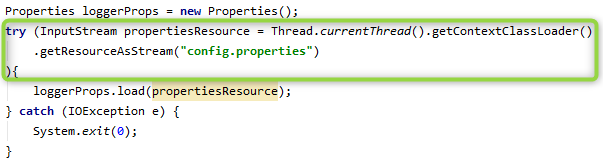 Properties loggerProps = new Properties();
try (InputStream propertiesResource = Thread.currentThread().getContextClassLoader()
.getResourceAsStream("config.properties")
){
loggerProps.load(propertiesResource);
} catch (IOException e) {
System.exit(0);
}